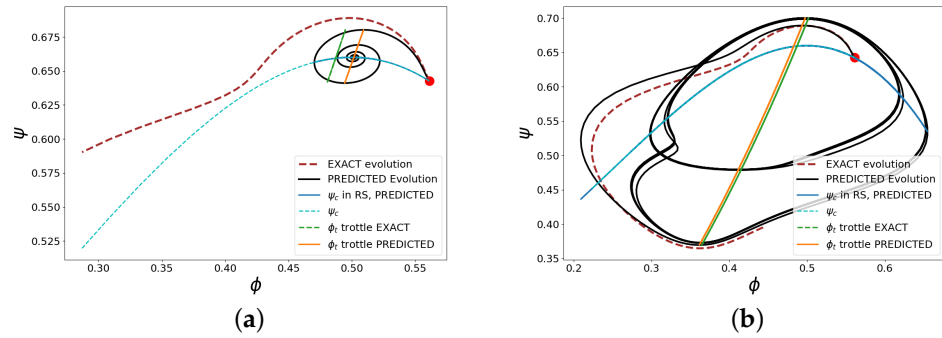 0.675
0.650
0.625
0.600
0.575
0.550
0.525
ψ
0.30 0.35 0.40 0.45 0.50 0.55
ϕ
EXACT evolution
PREDICTED Evolution
ψc in RS, PREDICTED
ψc
ϕt trottle EXACT
ϕt trottle PREDICTED
(a)
0.70
0.65
0.60
0.55
0.50
0.45
0.40
0.35
ψ
0.2 0.3 0.4 0.5 0.6
ϕ
EXACT evolution
PREDICTED Evolution
ψc in RS, PREDICTED
ψc
ϕt trottle EXACT
ϕt trottle PREDICTED
(b)